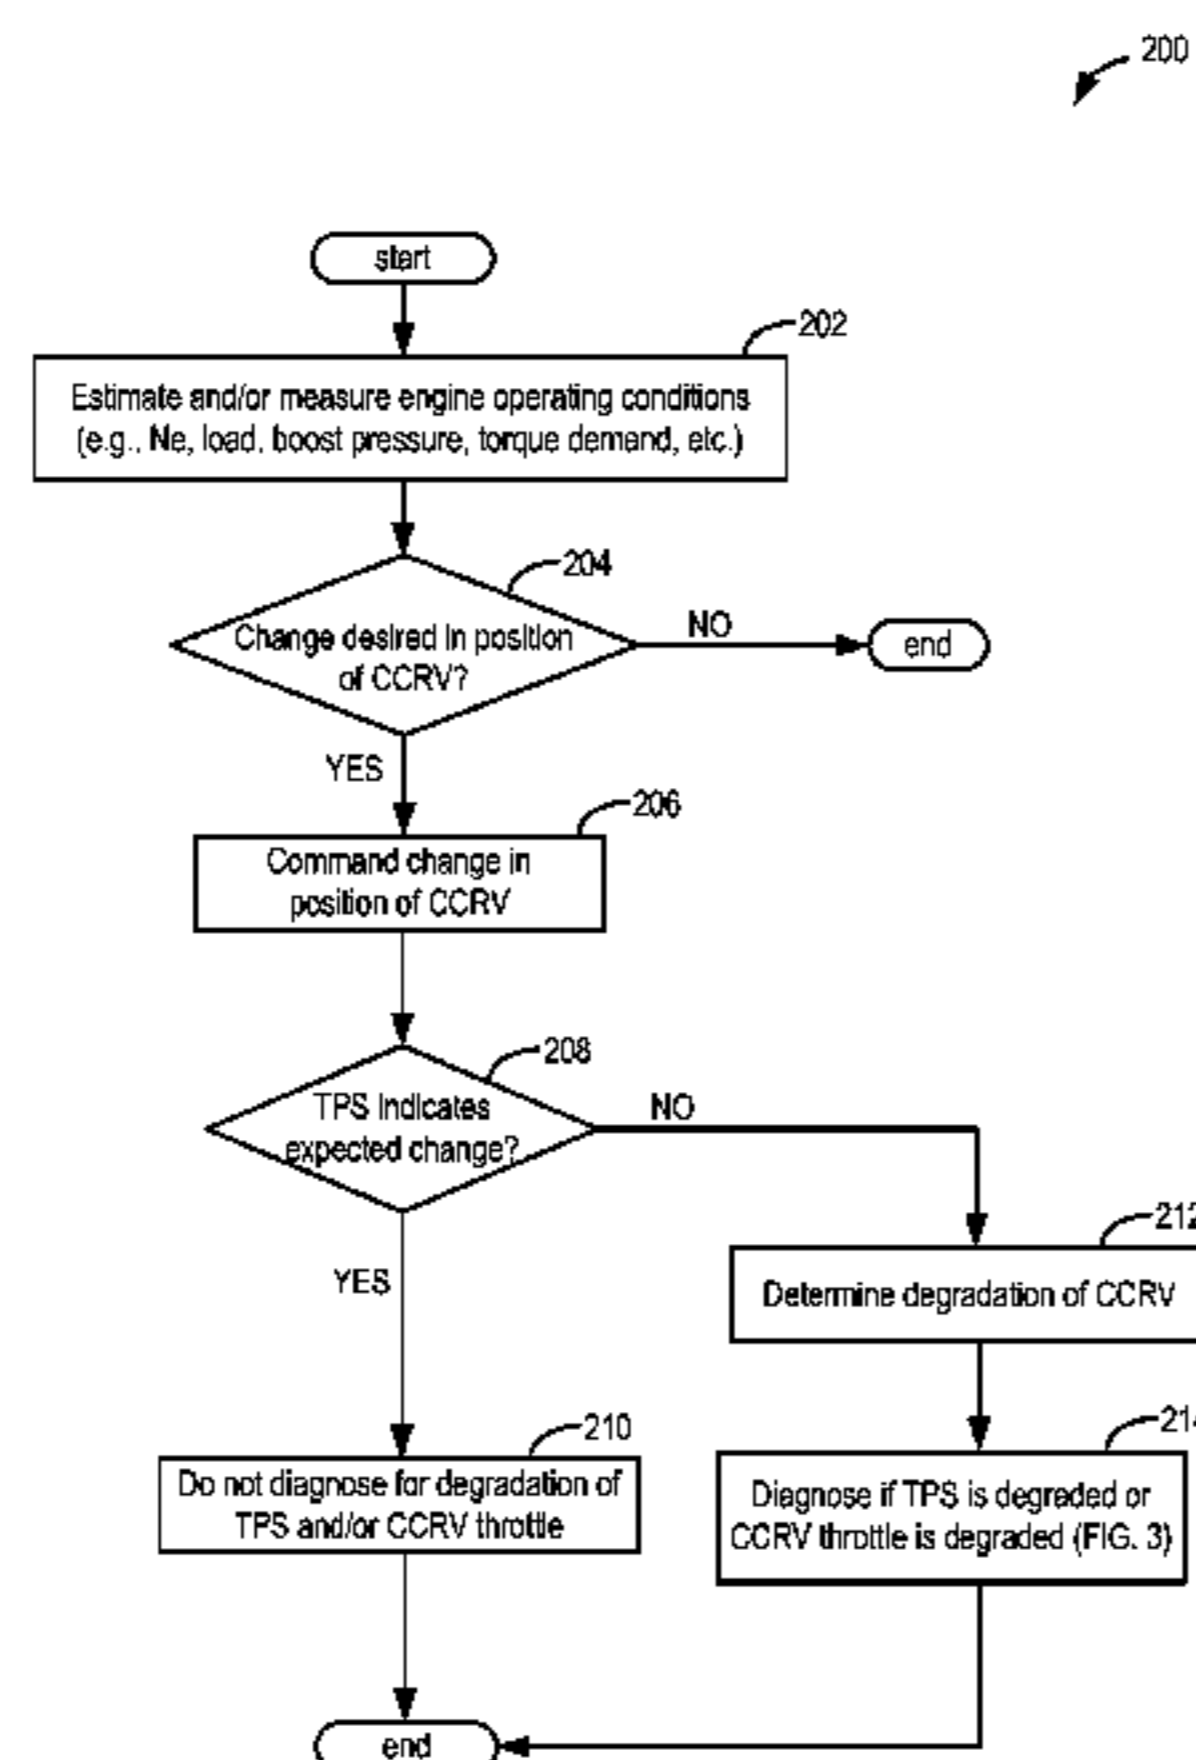 200
start
202
Estimate and/or measure engine operating conditions
(e.g., Ne, load, boost pressure, torque demand, etc.)
204
Change desired in position
of CCRV?
NO
end
YES
206
Command change in
position of CCRV
208
TPS indicates
expected change?
NO
YES
212
Determine degradation of CCRV
210
Do not diagnose for degradation of
TPS and/or CCRV throttle
214
Diagnose if TPS is degraded or
CCRV throttle is degraded (FIG. 3)
end